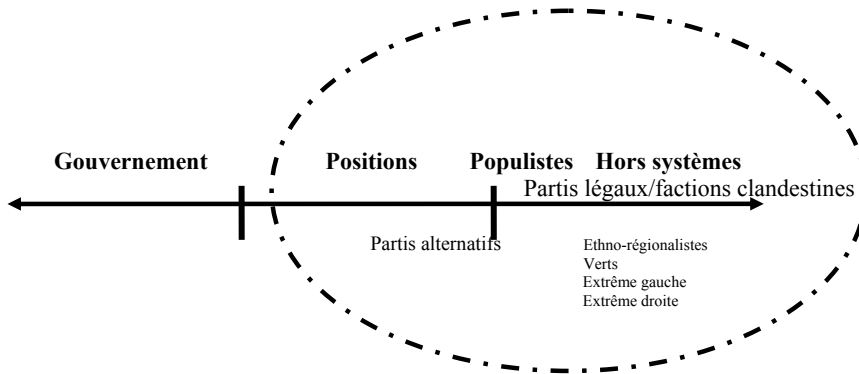 Gouvernement Positions Populistes Hors systèmes
Partis légaux/factions clandestines
Partis alternatifs
Ethno-régionalistes
Verts
Extrême gauche
Extrême droite